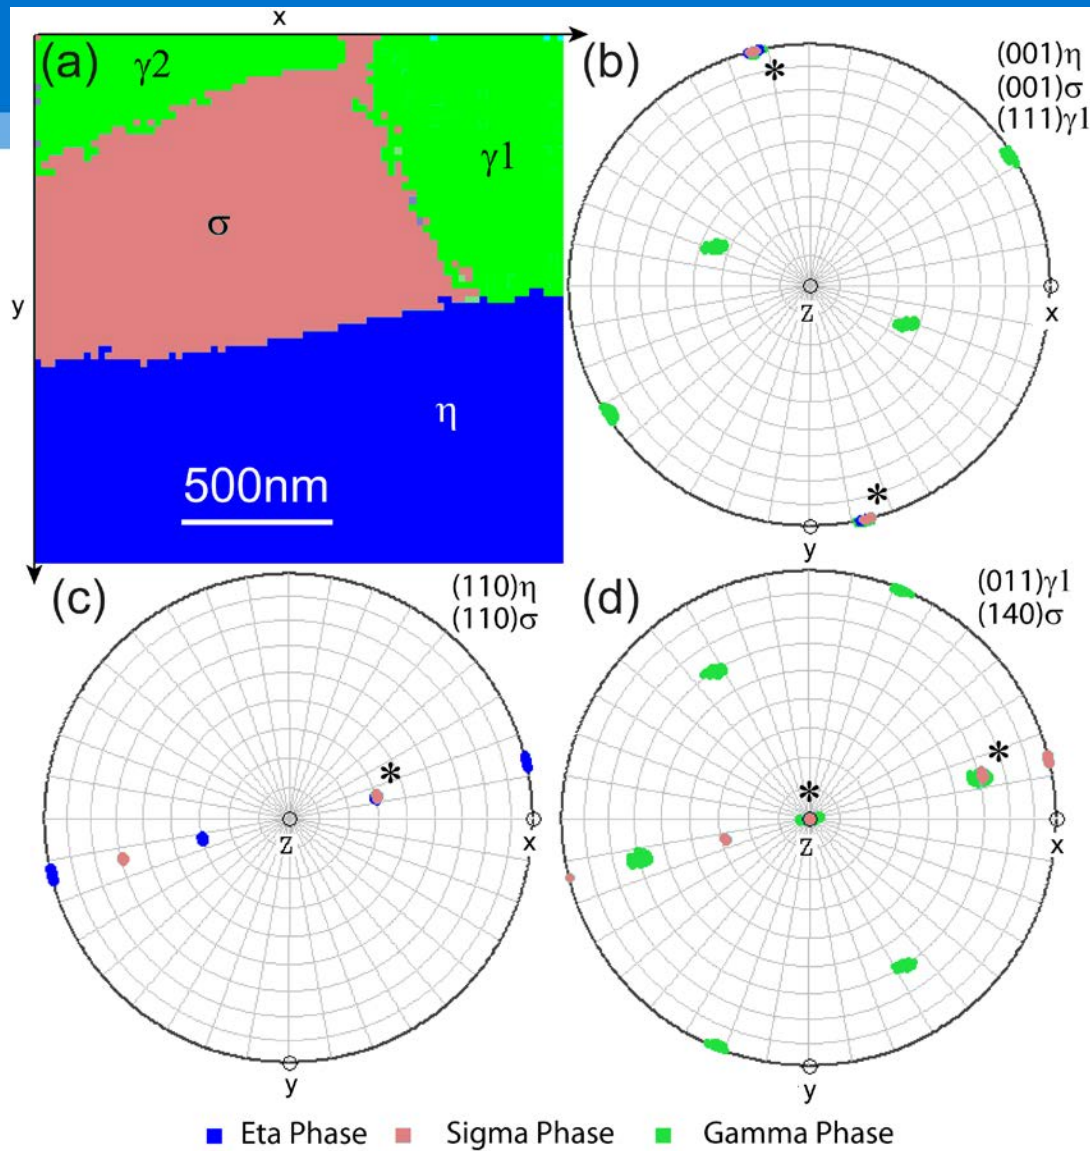 x
(a)
γ2
γ1
σ
y
η
500nm
(b)
(001)η
(001)σ
(111)γ1
*
Z
x
*
y
(c)
(110)η
(110)σ
*
Z
x
y
(d)
(011)γ1
(140)σ
*
*
Z
x
y
Eta Phase
Sigma Phase
Gamma Phase